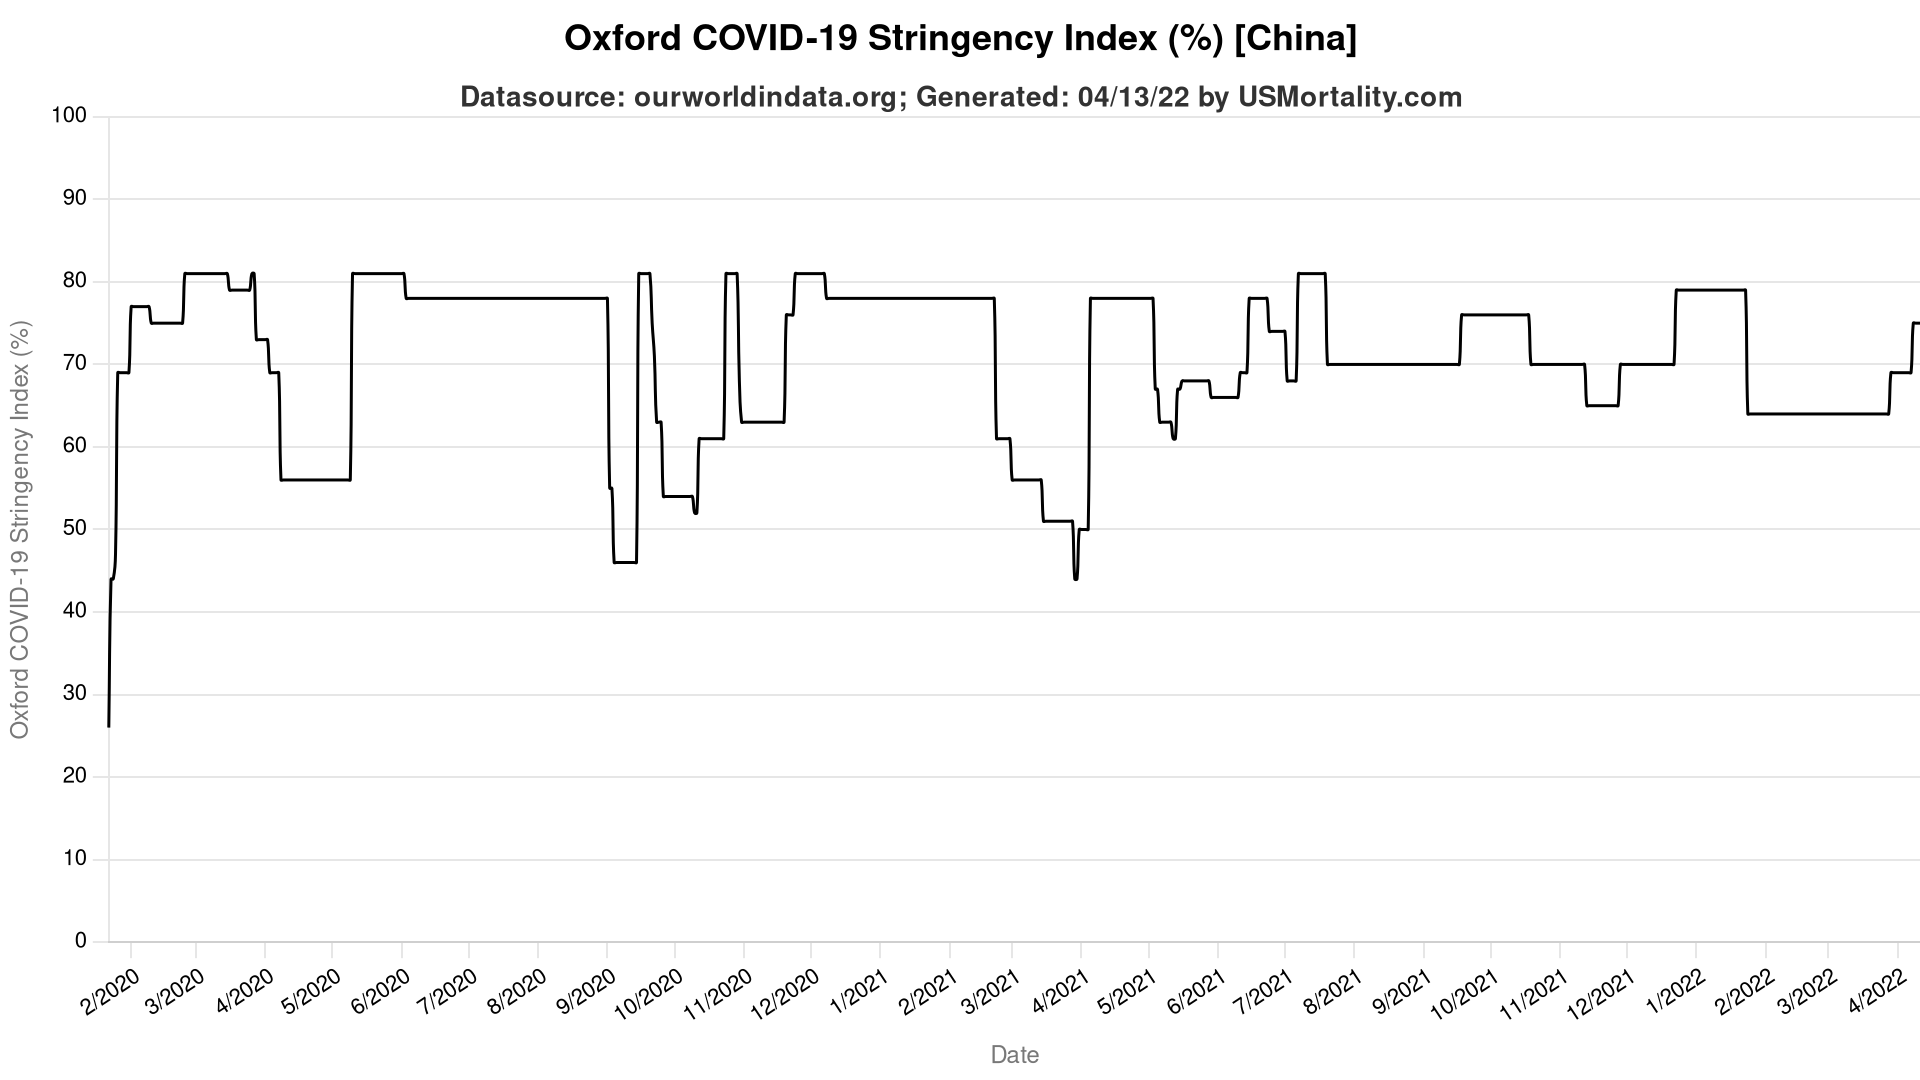 Oxford COVID-19 Stringency Index (%) [China]
Datasource: ourworldindata.org; Generated: 04/13/22 by USMortality.com
Oxford COVID-19 Stringency Index (%)
100
90
80
70
60
50
40
30
20
10
0
2/2020 3/2020 4/2020 5/2020 6/2020 7/2020 8/2020 9/2020 10/2020 11/2020 12/2020 1/2021 2/2021 3/2021 4/2021 5/2021 6/2021 7/2021 8/2021 9/2021 10/2021 11/2021 12/2021 1/2022 2/2022 3/2022 4/2022
Date